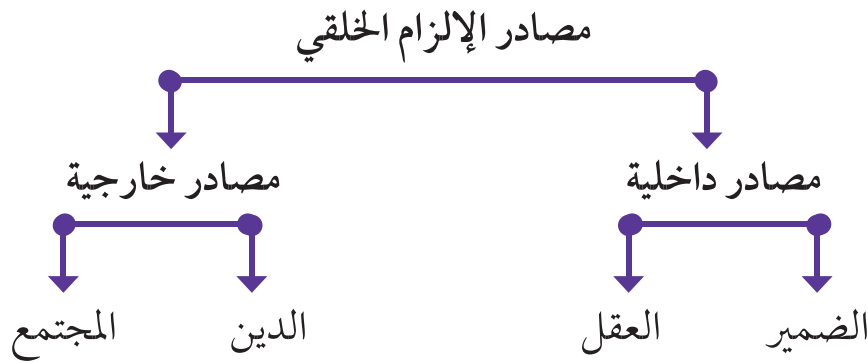 مصادر الإلزام الخلقي
مصادر داخلية
مصادر خارجية
الضمير
العقل
الدين
المجتمع